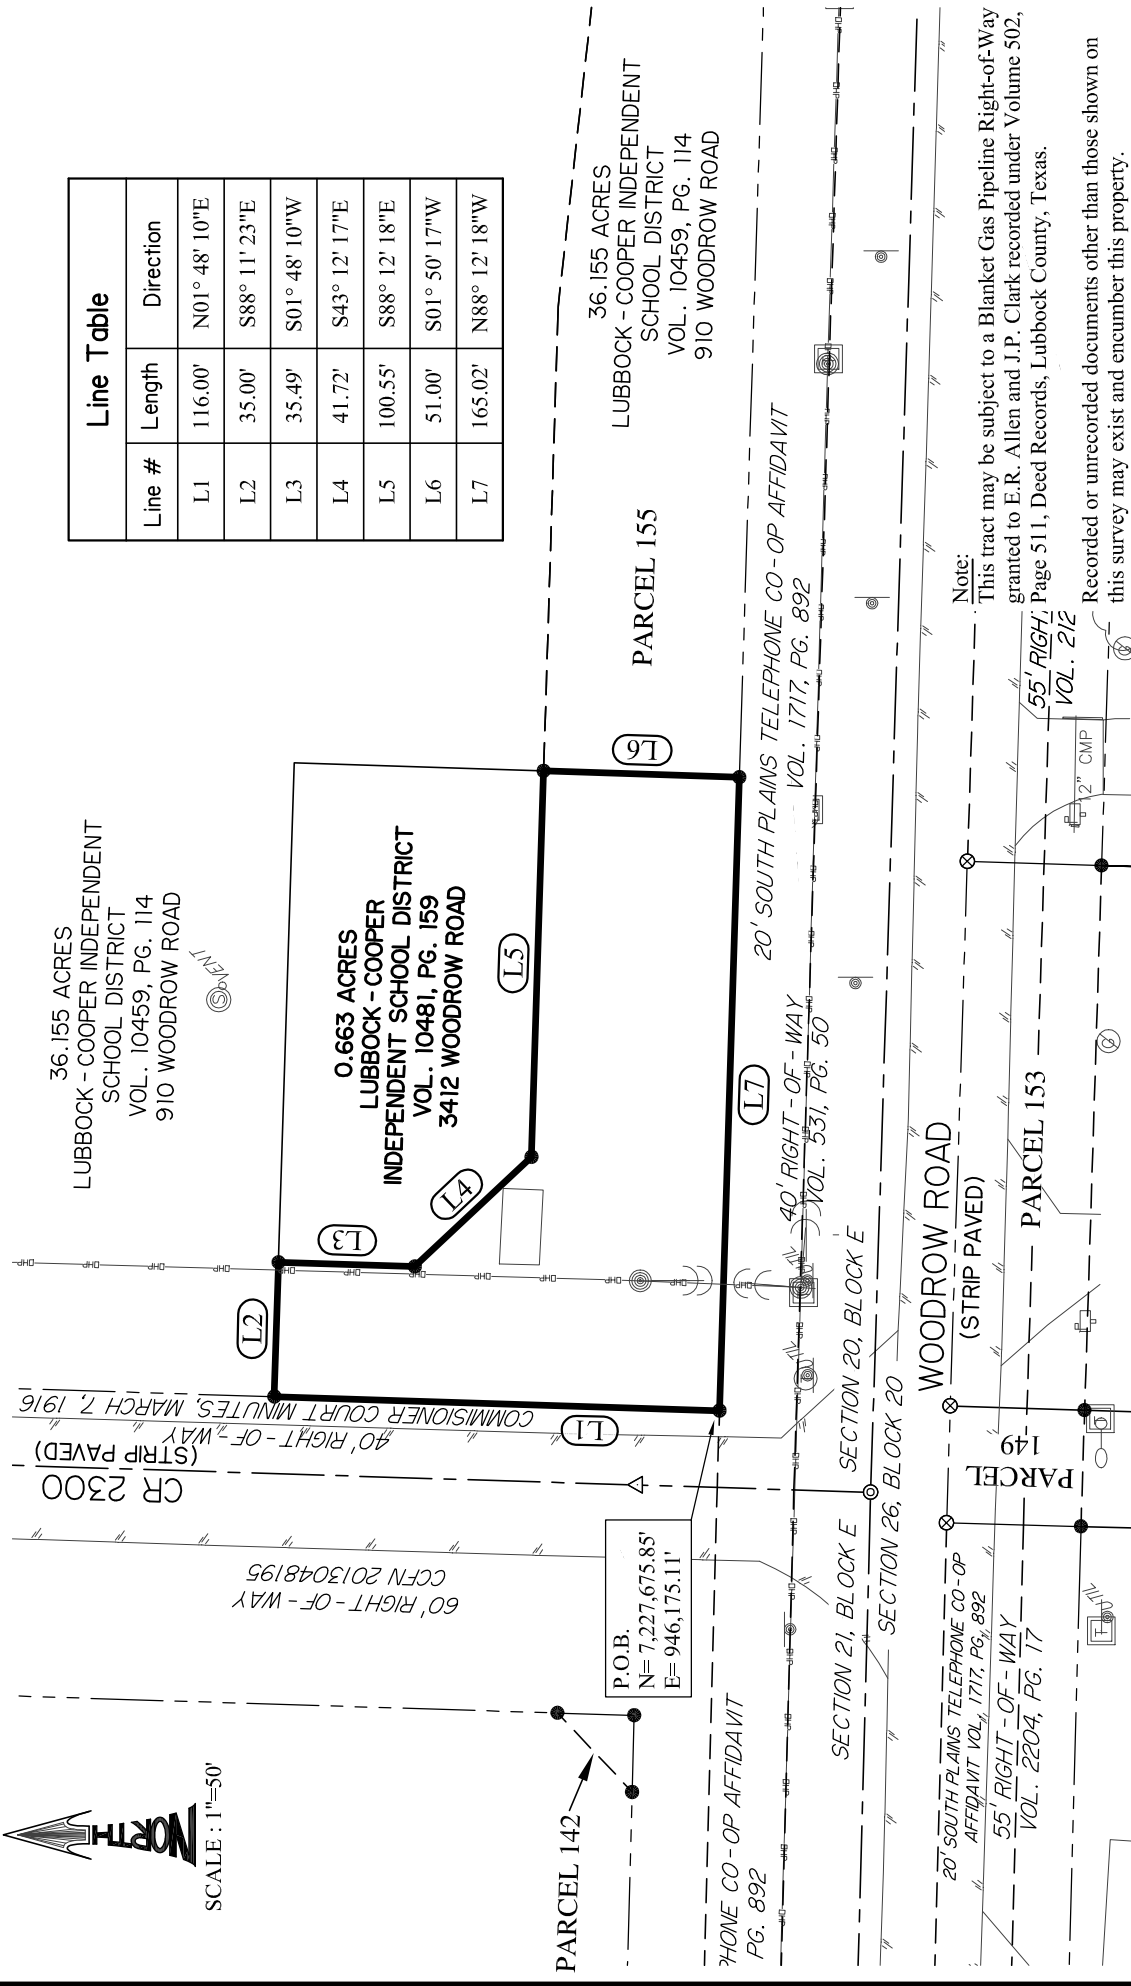 NORTH
SCALE : 1"=50'
Line Table
Line # Length Direction
L1 116.00' N01° 48' 10"E
L2 35.00' S88° 11' 23"E
L3 35.49' S01° 48' 10"W
L4 41.72' S43° 12' 17"E
L5 100.55' S88° 12' 18"E
L6 51.00' S01° 50' 17"W
L7 165.02' N88° 12' 18"W
36.155 ACRES
LUBBOCK-COOPER INDEPENDENT
SCHOOL DISTRICT
VOL. 10459, PG. 114
910 WOODROW ROAD
VENT
S
0.663 ACRES
LUBBOCK-COOPER
INDEPENDENT SCHOOL DISTRICT
VOL. 10481, PG. 159
3412 WOODROW ROAD
36.155 ACRES
LUBBOCK-COOPER INDEPENDENT
SCHOOL DISTRICT
VOL. 10459, PG. 114
910 WOODROW ROAD
PARCEL 155
L1
L2
L3
L4
L5
L6
L7
CR 2300
(STRIP PAVED)
40' RIGHT-OF-WAY
COMMISIONER COURT MINUTES, MARCH 7, 1916
60' RIGHT-OF-WAY
CCFN 2013048195
P.O.B.
N= 7,227,675.85'
E= 946,175.11'
PARCEL 142
PHONE CO-OP AFFIDAVIT
PG. 892
20' SOUTH PLAINS TELEPHONE CO-OP AFFIDAVIT
VOL. 1717, PG. 892
40' RIGHT-OF-WAY
VOL. 531, PG. 50
SECTION 21, BLOCK E
SECTION 20, BLOCK E
SECTION 26, BLOCK 20
WOODROW ROAD
(STRIP PAVED)
20' SOUTH PLAINS TELEPHONE CO-OP
AFFIDAVIT VOL, 1717, PG, 892
55' RIGHT-OF-WAY
VOL. 2204, PG. 17
PARCEL
149
PARCEL 153
12" CMP
55' RIGHT
VOL. 212
Note:
This tract may be subject to a Blanket Gas Pipeline Right-of-Way
granted to E.R. Allen and J.P. Clark recorded under Volume 502,
Page 511, Deed Records, Lubbock County, Texas.
Recorded or unrecorded documents other than those shown on
this survey may exist and encumber this property.